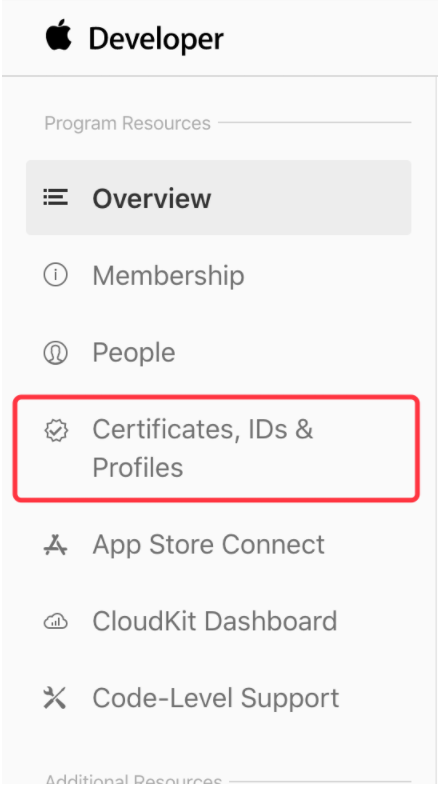 Developer
Program Resources
Overview
Membership
People
Certificates, IDs &
Profiles
App Store Connect
CloudKit Dashboard
Code-Level Support
Additional Resources